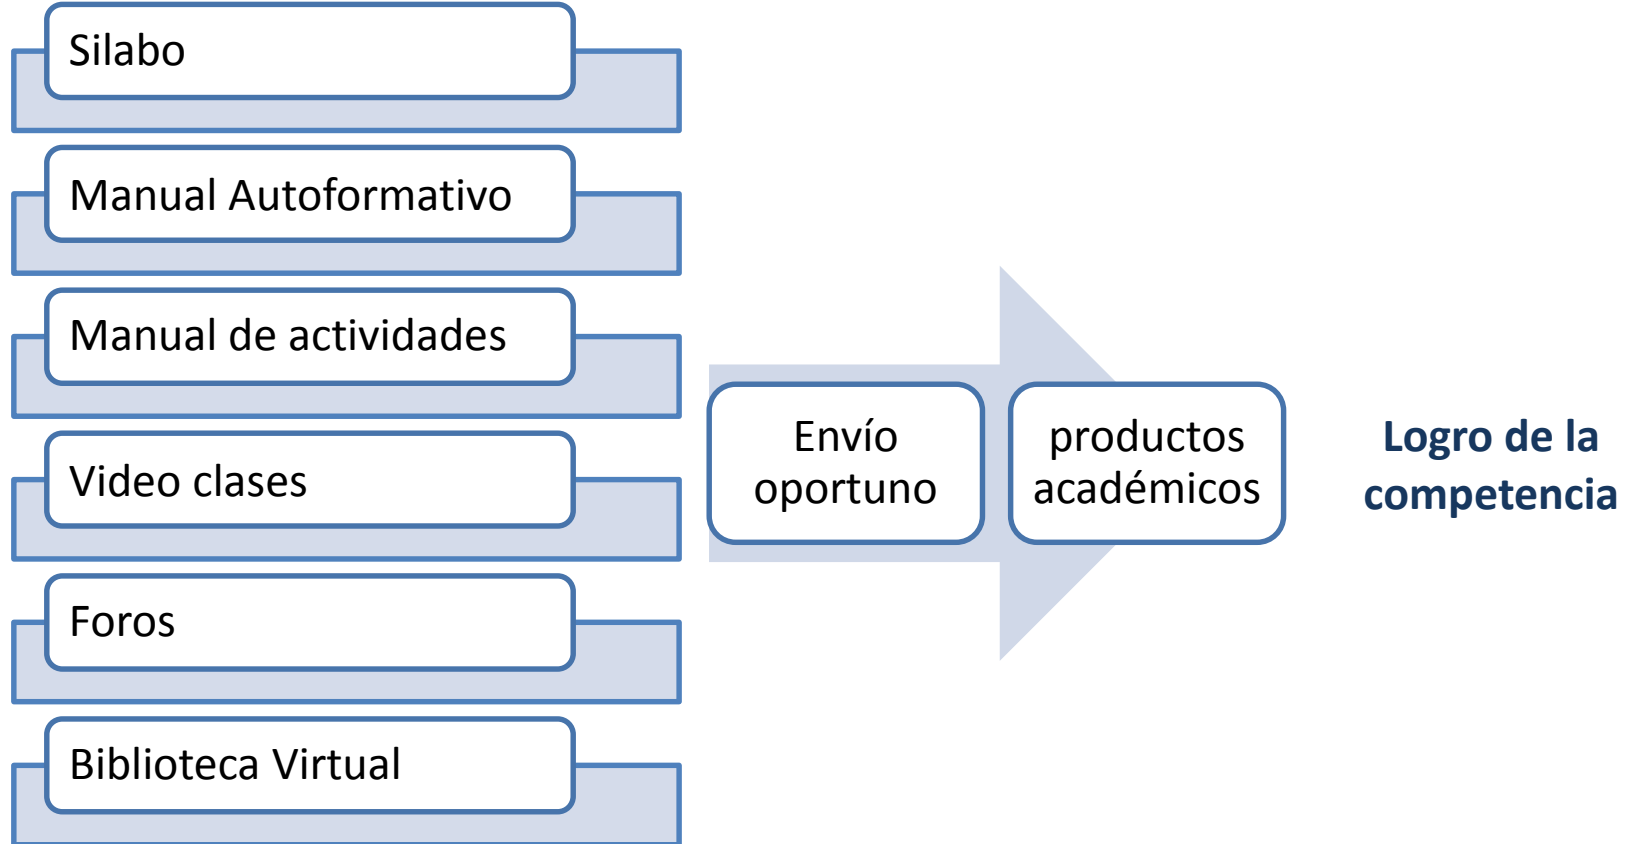 Silabo
Manual Autoformativo
Manual de actividades
Video clases
Foros
Biblioteca Virtual
Envío
oportuno
productos
académicos
Logro de la
competencia